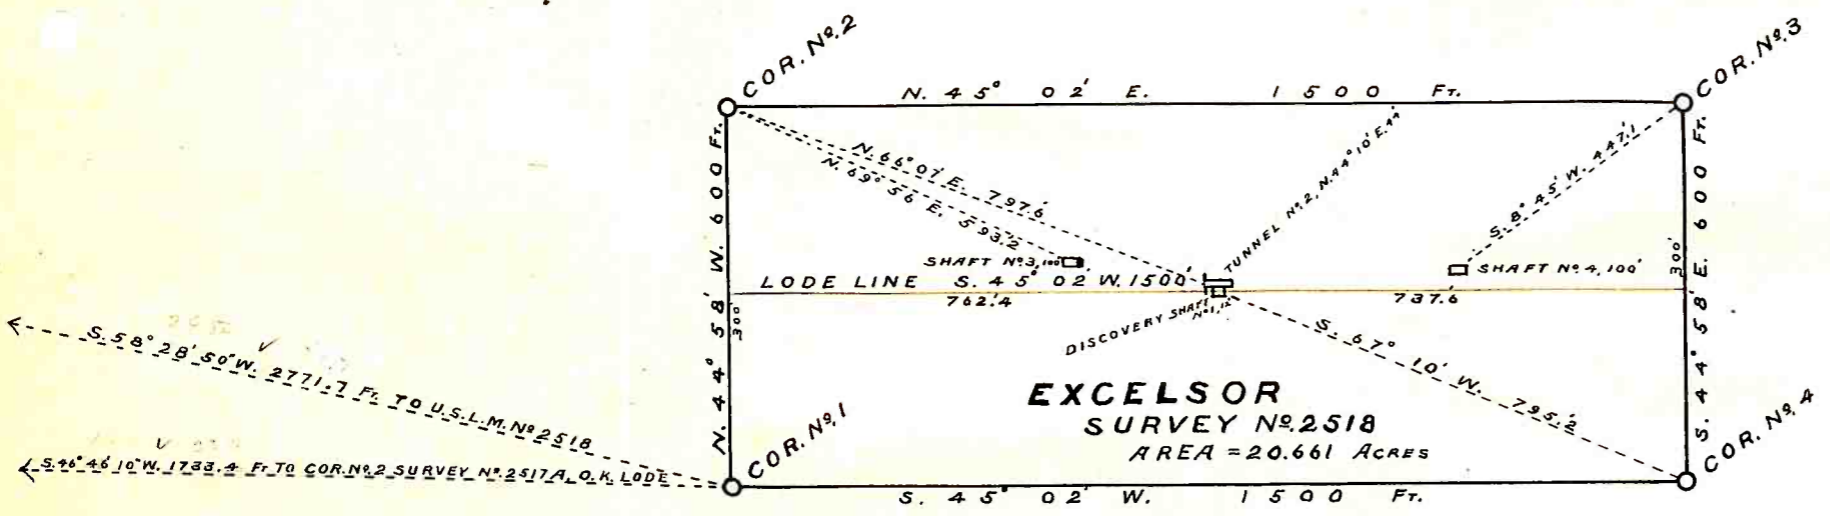 COR. Nº. 2
COR. Nº. 3
N. 45° 02' E. 1500 FT.
N. 66° 07' E. 797.6'
N. 69° 56 E. 593.2'
TUNNEL Nº. 2, N. 44° 10' E. 44'
S. 8° 45' W. 447.1'
N. 44° 58' W. 600 FT.
S. 44° 58' E. 600 FT.
SHAFT Nº 3, 100'
SHAFT Nº 4, 100'
300'
LODE LINE S. 45° 02' W. 1500'
762.4'
737.6'
300'
DISCOVERY SHAFT
Nº 1, 12'
S. 67° 10' W. 795.2'
S. 58° 28' 50" W. 2771.7 FT. TO U.S.L.M. Nº 2518
EXCELSOR
SURVEY Nº. 2518
AREA = 20.661 ACRES
COR. Nº. 1
COR. Nº. 4
S. 46° 46' 10" W. 1733.4 FT TO COR. Nº. 2 SURVEY Nº. 2517 A, O.K. LODE
S. 45° 02' W. 1500 FT.